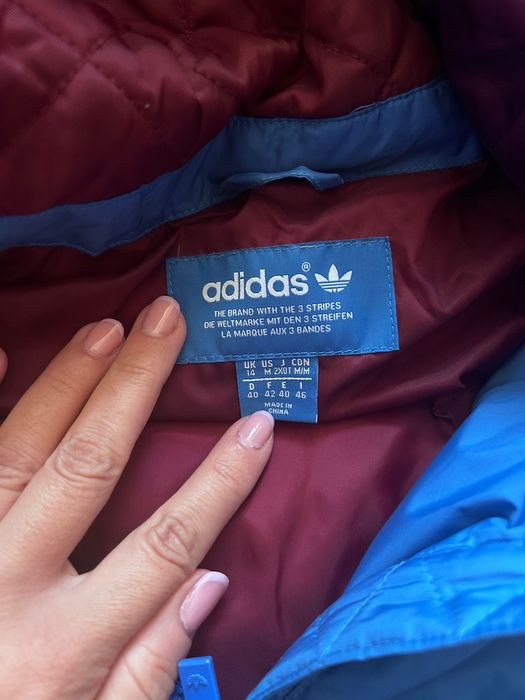 adidas®
THE BRAND WITH THE 3 STRIPES
DIE WELTMARKE MIT DEN 3 STREIFEN
LA MARQUE AUX 3 BANDES
UK US J CDN
14 M 2XOT M/M
D F E I
40 42 40 46
MADE IN
CHINA